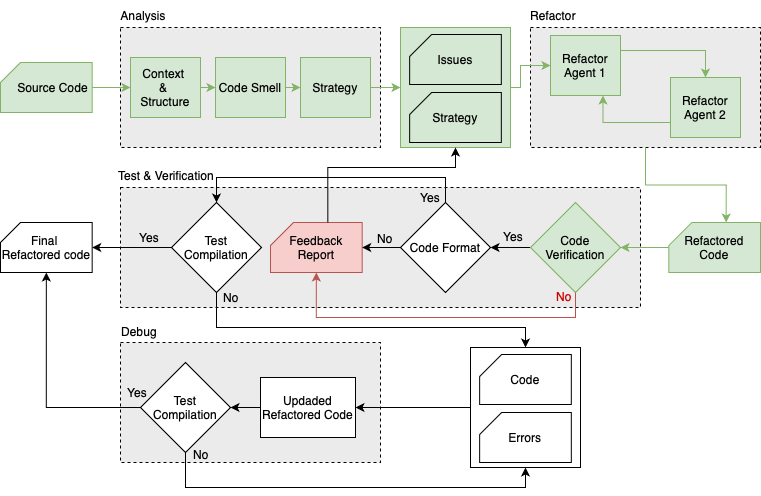 Analysis
Refactor
Source Code
Context
&
Structure
Code Smell
Strategy
Issues
Strategy
Refactor
Agent 1
Refactor
Agent 2
Test & Verification
Final
Refactored code
Yes
Test
Compilation
No
Feedback
Report
No
Yes
Code Format
Yes
Code
Verification
No
Refactored
Code
Debug
Yes
Test
Compilation
No
Updaded
Refactored Code
Code
Errors